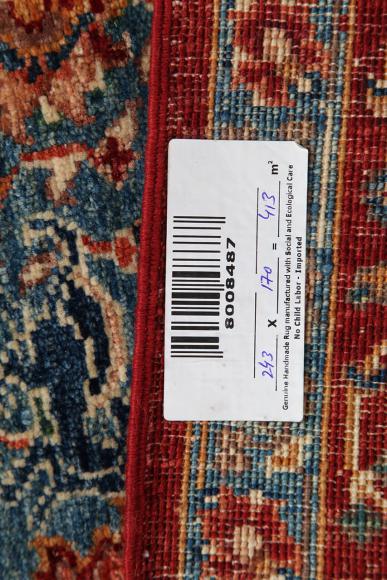 8008487
243 X 170 = 4,13 m²
Genuine Handmade Rug manufactured with Social and Ecological Care
No Child Labor - Imported